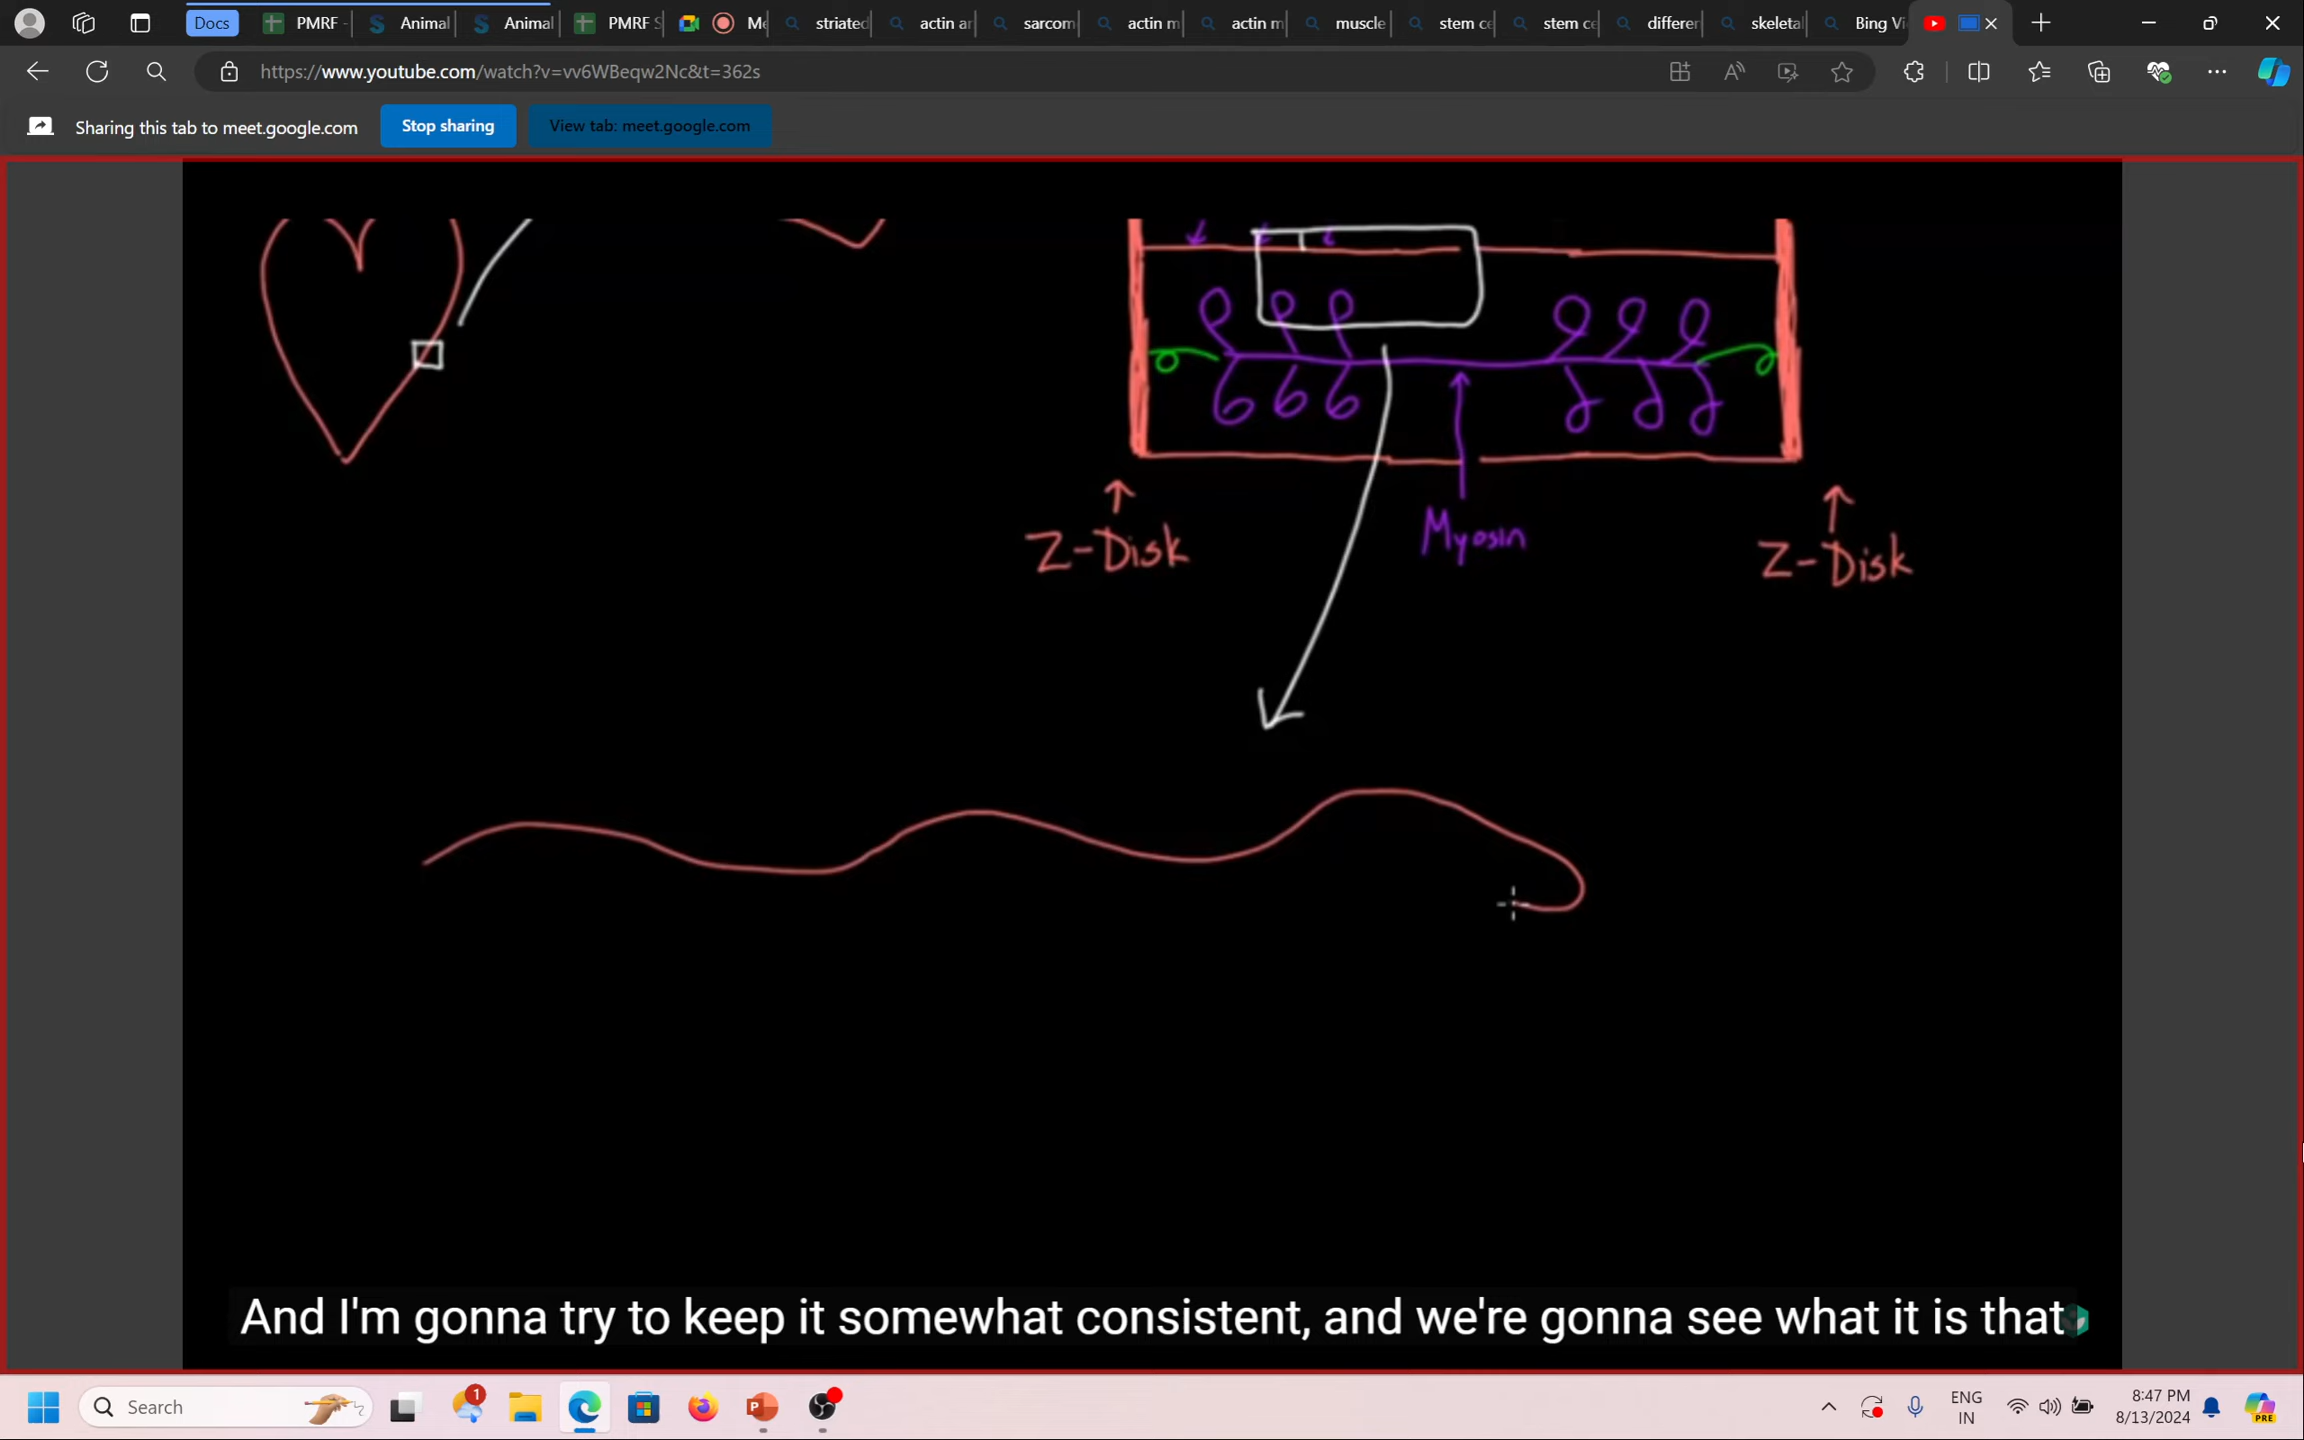 Docs PMRF - Animal Animal PMRF S Me striated actin ar sarcom actin m actin m muscle stem ce stem ce differer skeletal Bing Vi
https://www.youtube.com/watch?v=vv6WBeqw2Nc&t=362s
Sharing this tab to meet.google.com Stop sharing View tab: meet.google.com
Myosin
Z-Disk Z-Disk
And I'm gonna try to keep it somewhat consistent, and we're gonna see what it is that
Search 1 ENG 8:47 PM
IN 8/13/2024
PRE